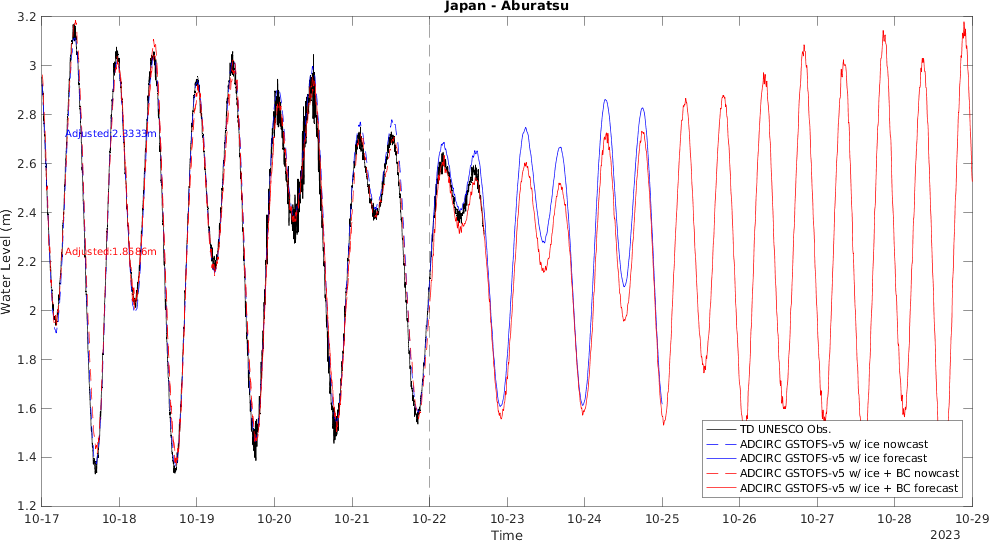 Japan - Aburatsu
3.2
3
2.8
2.6
2.4
2.2
2
1.8
1.6
1.4
1.2
Water Level (m)
Adjusted:2.3333m
Adjusted:1.8586m
TD UNESCO Obs.
ADCIRC GSTOFS-v5 w/ ice nowcast
ADCIRC GSTOFS-v5 w/ ice forecast
ADCIRC GSTOFS-v5 w/ ice + BC nowcast
ADCIRC GSTOFS-v5 w/ ice + BC forecast
10-17 10-18 10-19 10-20 10-21 10-22 10-23 10-24 10-25 10-26 10-27 10-28 10-29
Time
2023